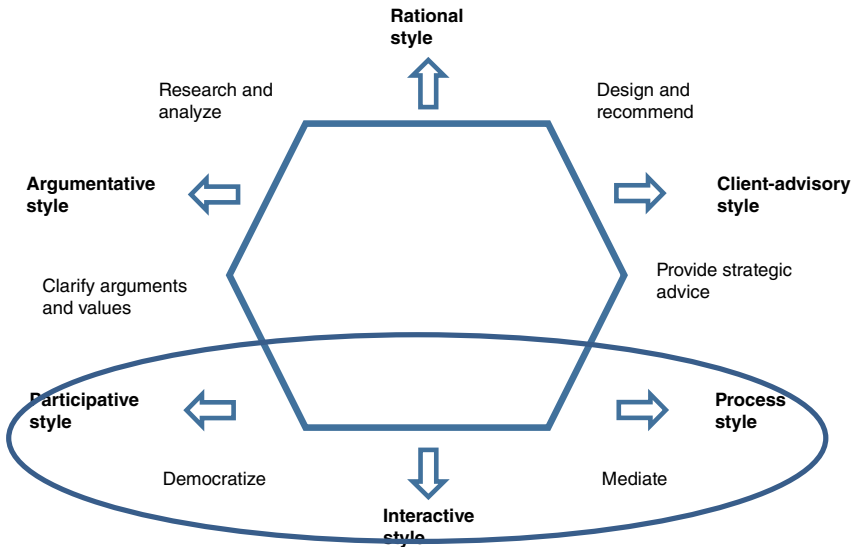 Rational
style
Research and
analyze
Design and
recommend
Argumentative
style
Client-advisory
style
Clarify arguments
and values
Provide strategic
advice
Participative
style
Process
style
Democratize
Mediate
Interactive
style